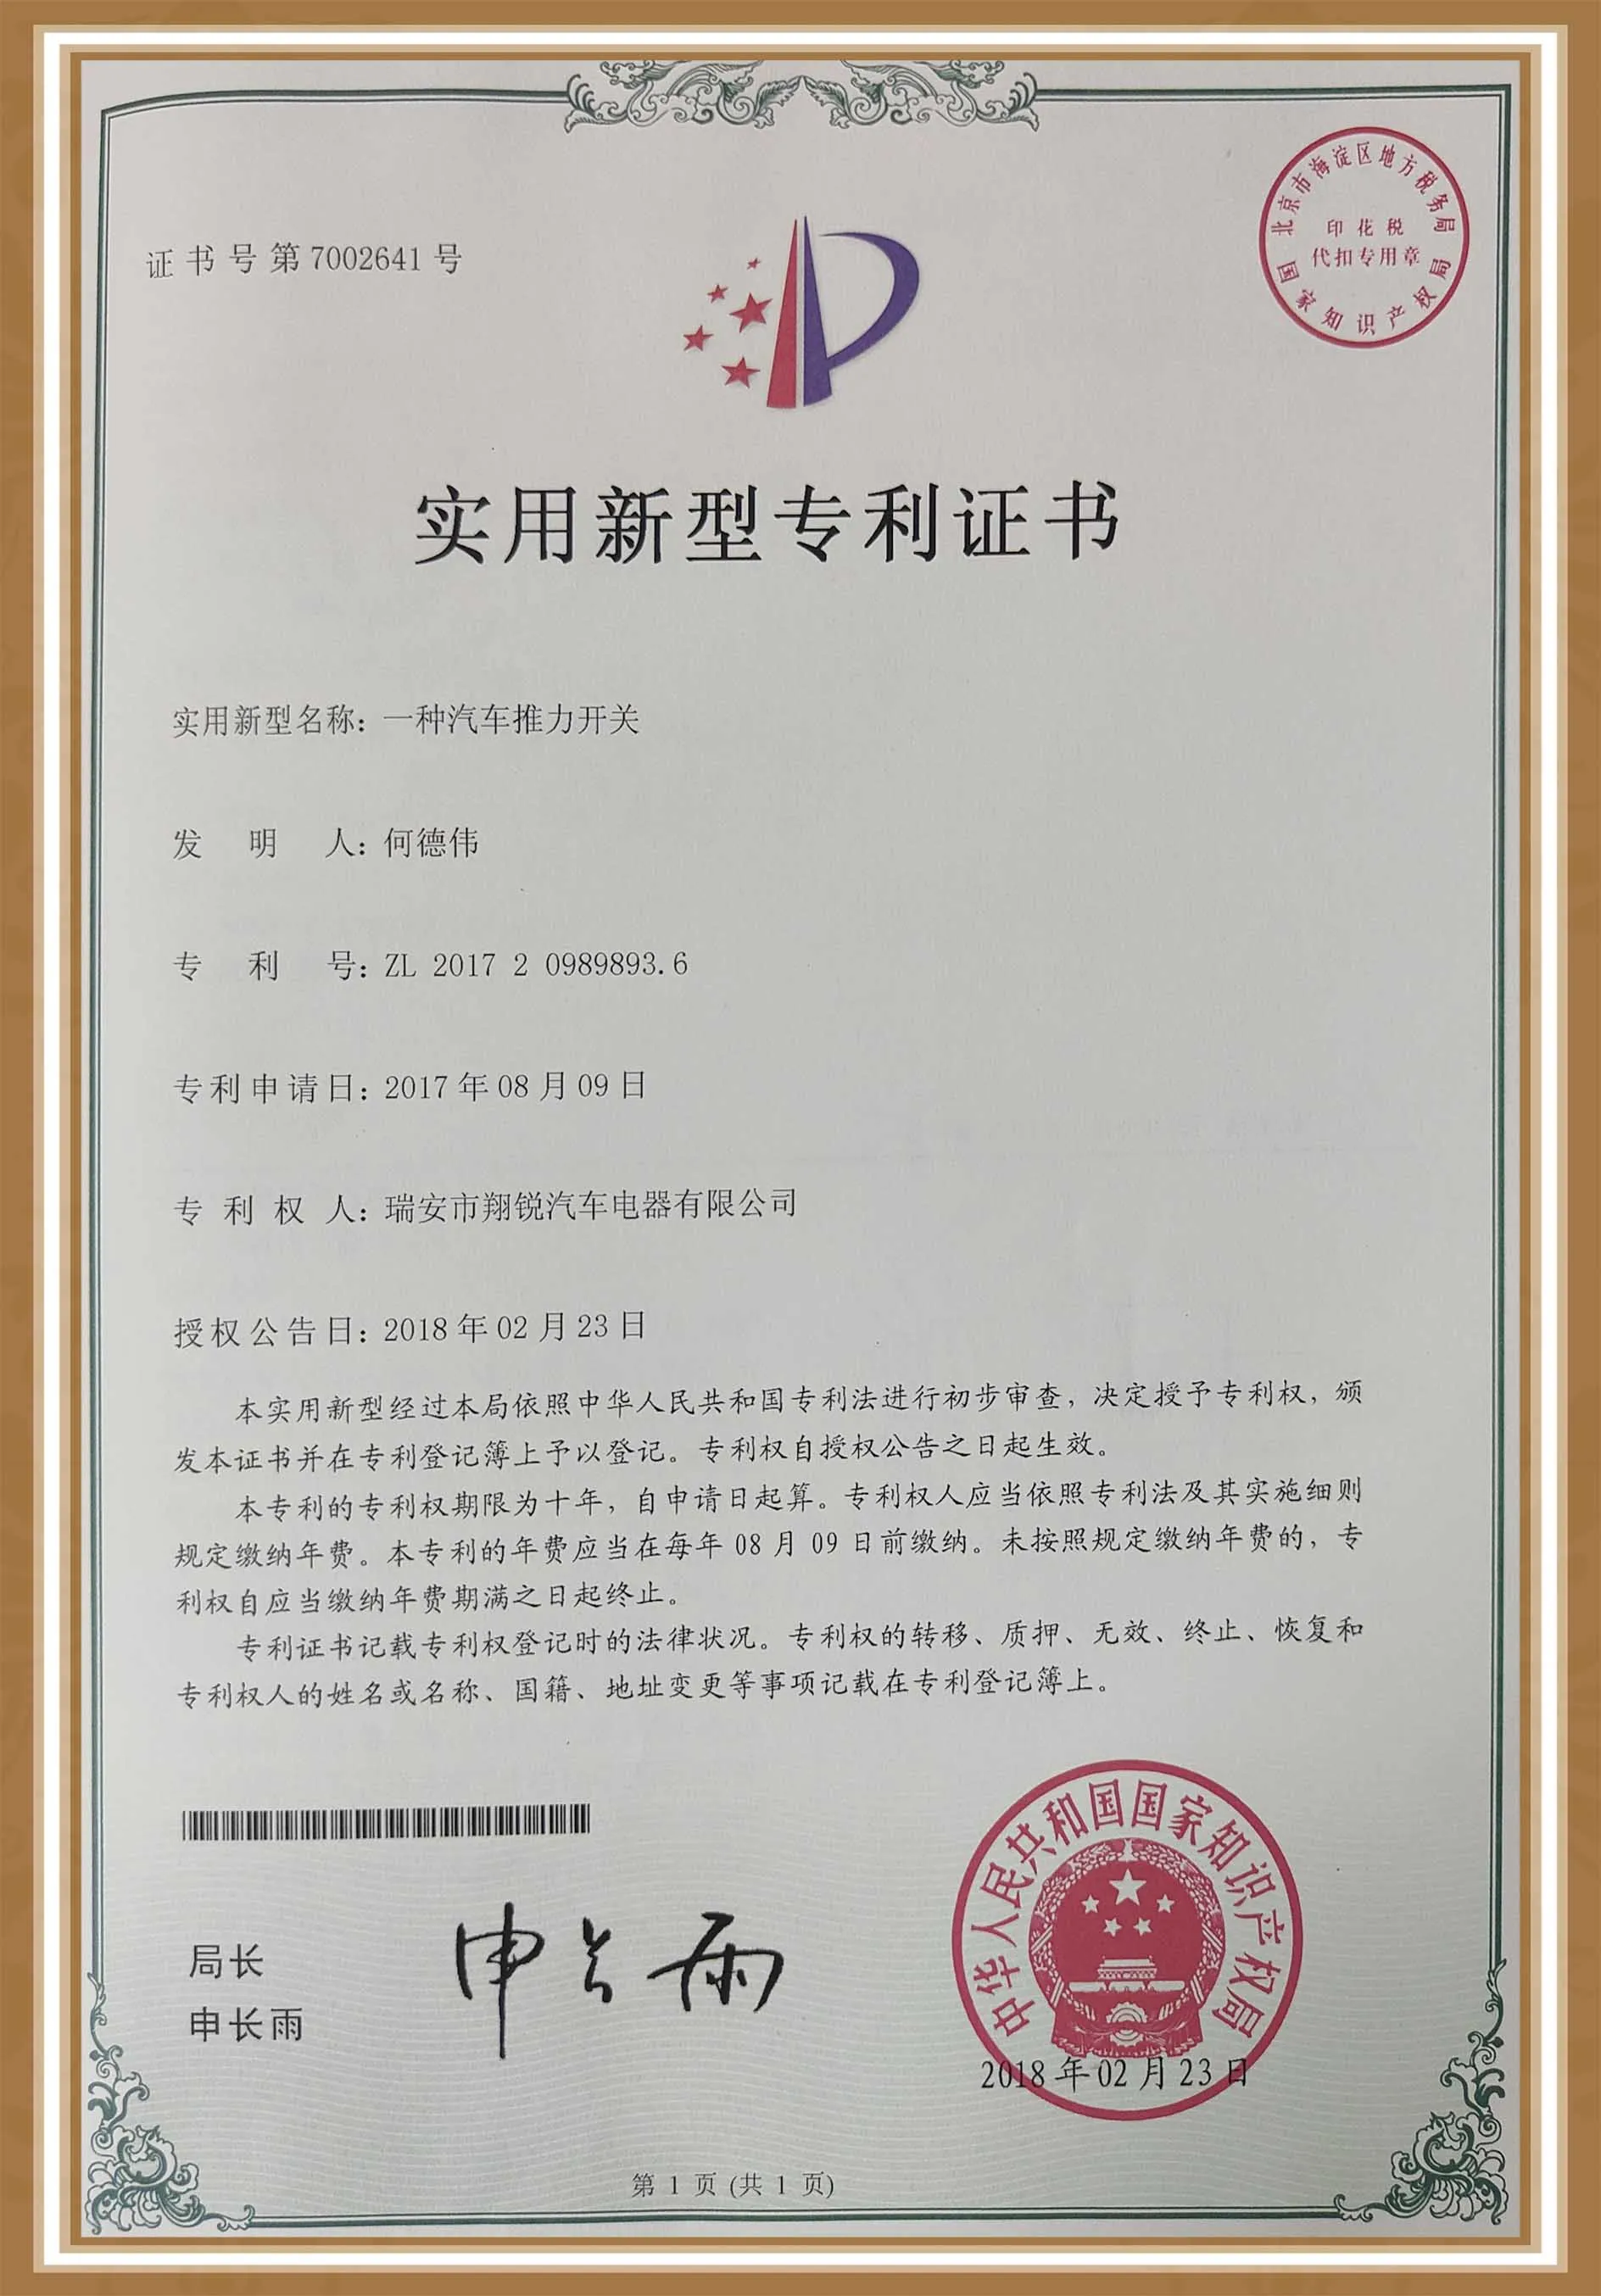 证书号第7002641号
北京市海淀区地方税务局
印花税
代扣专用章
国家知识产权局
实用新型专利证书
实用新型名称：一种汽车推力开关
发明人：何德伟
专利号：ZL 2017 2 0989893.6
专利申请日：2017年08月09日
专利权人：瑞安市翔锐汽车电器有限公司
授权公告日：2018年02月23日
本实用新型经过本局依照中华人民共和国专利法进行初步审查，决定授予专利权，颁
发本证书并在专利登记簿上予以登记。专利权自授权公告之日起生效。
本专利的专利权期限为十年，自申请日起算。专利权人应当依照专利法及其实施细则
规定缴纳年费。本专利的年费应当在每年08月09日前缴纳。未按照规定缴纳年费的，专
利权自应当缴纳年费期满之日起终止。
专利证书记载专利权登记时的法律状况。专利权的转移、质押、无效、终止、恢复和
专利权人的姓名或名称、国籍、地址变更等事项记载在专利登记簿上。
局长
申长雨
申长雨
中华人民共和国国家知识产权局
2018年02月23日
第1页(共1页)